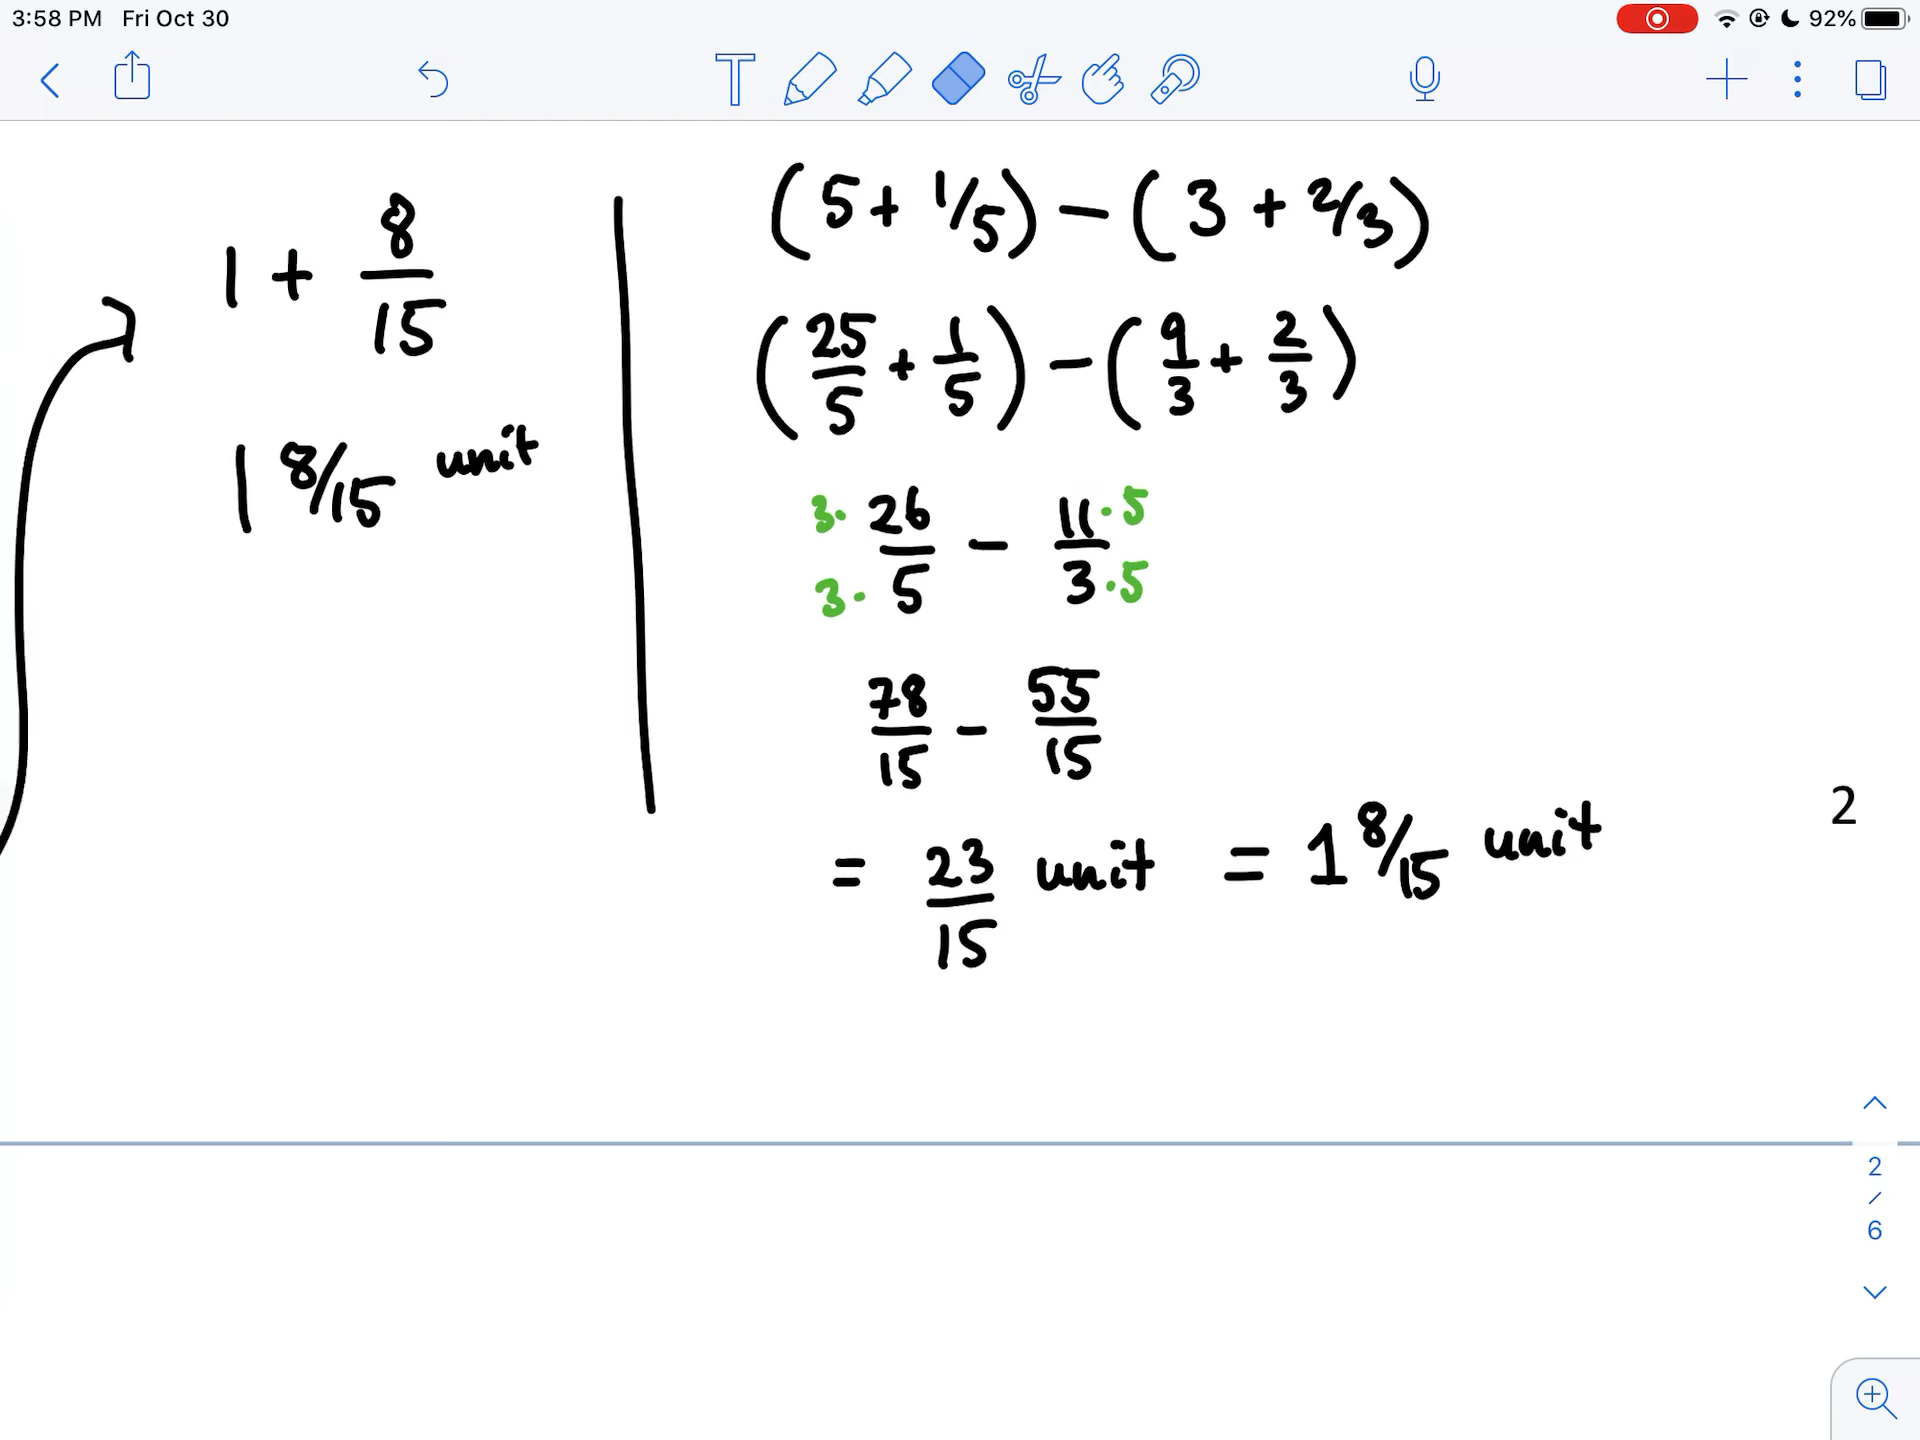 3:58 PM Fri Oct 30
92%
T
1 + 8/15
1 8/15 unit
(5 + 1/5) - (3 + 2/3)
(25/5 + 1/5) - (9/3 + 2/3)
3· 26/5 ·3 - 11/3 ·5 ·5
78/15 - 55/15
= 23/15 unit = 1 8/15 unit
2
2
/
6